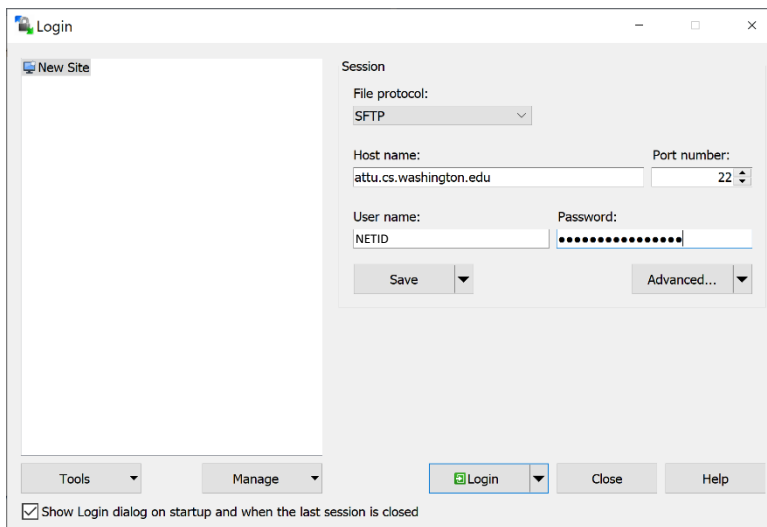 Login
New Site
Session
File protocol:
SFTP
Host name: Port number:
attu.cs.washington.edu 22
User name: Password:
NETID ●●●●●●●●●●●●●●●●
Save Advanced...
Tools Manage Login Close Help
Show Login dialog on startup and when the last session is closed